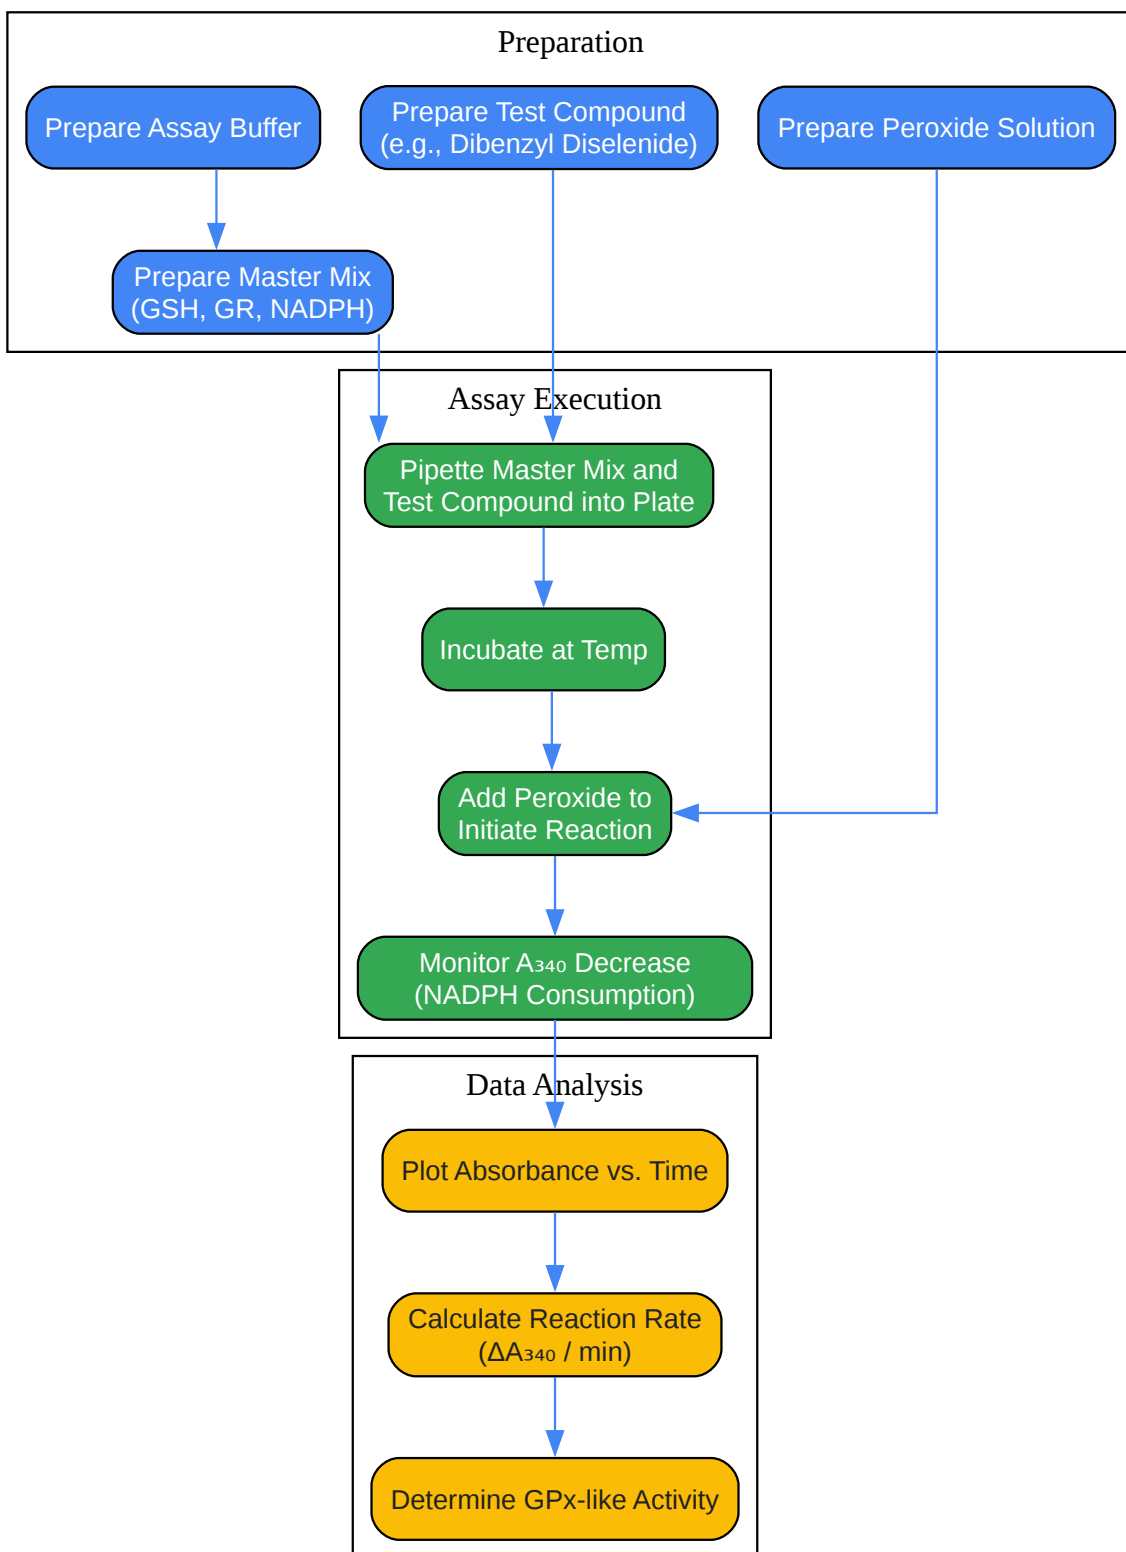 Preparation
Prepare Assay Buffer
Prepare Test Compound
(e.g., Dibenzyl Diselenide)
Prepare Peroxide Solution
Prepare Master Mix
(GSH, GR, NADPH)
Assay Execution
Pipette Master Mix and
Test Compound into Plate
Incubate at Temp
Add Peroxide to
Initiate Reaction
Monitor A₃₄₀ Decrease
(NADPH Consumption)
Data Analysis
Plot Absorbance vs. Time
Calculate Reaction Rate
(ΔA₃₄₀ / min)
Determine GPx-like Activity